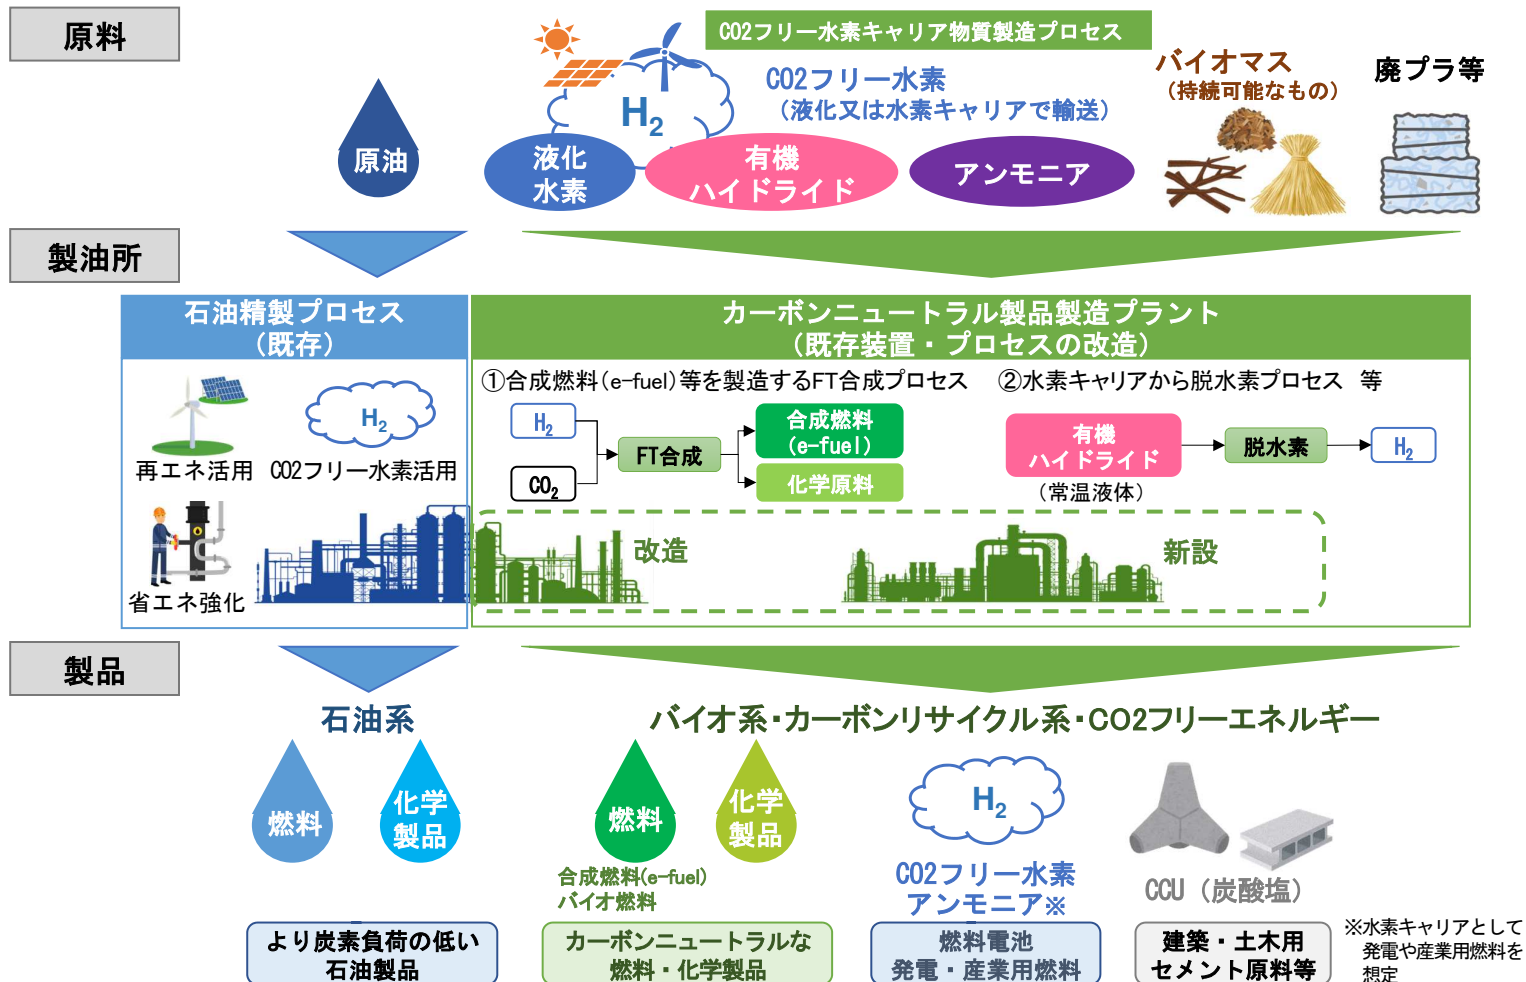 原料
CO2フリー水素キャリア物質製造プロセス
CO2フリー水素
（液化又は水素キャリアで輸送）
バイオマス
（持続可能なもの）
廃プラ等
原油
H2
液化
水素
有機
ハイドライド
アンモニア
製油所
石油精製プロセス
（既存）
再エネ活用
H2
CO2フリー水素活用
省エネ強化
カーボンニュートラル製品製造プラント
（既存装置・プロセスの改造）
①合成燃料（e-fuel）等を製造するFT合成プロセス
H2
CO2
FT合成
合成燃料
（e-fuel）
化学原料
②水素キャリアから脱水素プロセス　等
有機
ハイドライド
（常温液体）
脱水素
H2
改造
新設
製品
石油系
燃料
化学
製品
より炭素負荷の低い
石油製品
バイオ系・カーボンリサイクル系・CO2フリーエネルギー
燃料
合成燃料(e-fuel)
バイオ燃料
化学
製品
カーボンニュートラルな
燃料・化学製品
H2
CO2フリー水素
アンモニア※
燃料電池
発電・産業用燃料
CCU（炭酸塩）
建築・土木用
セメント原料等
※水素キャリアとして
発電や産業用燃料を
想定